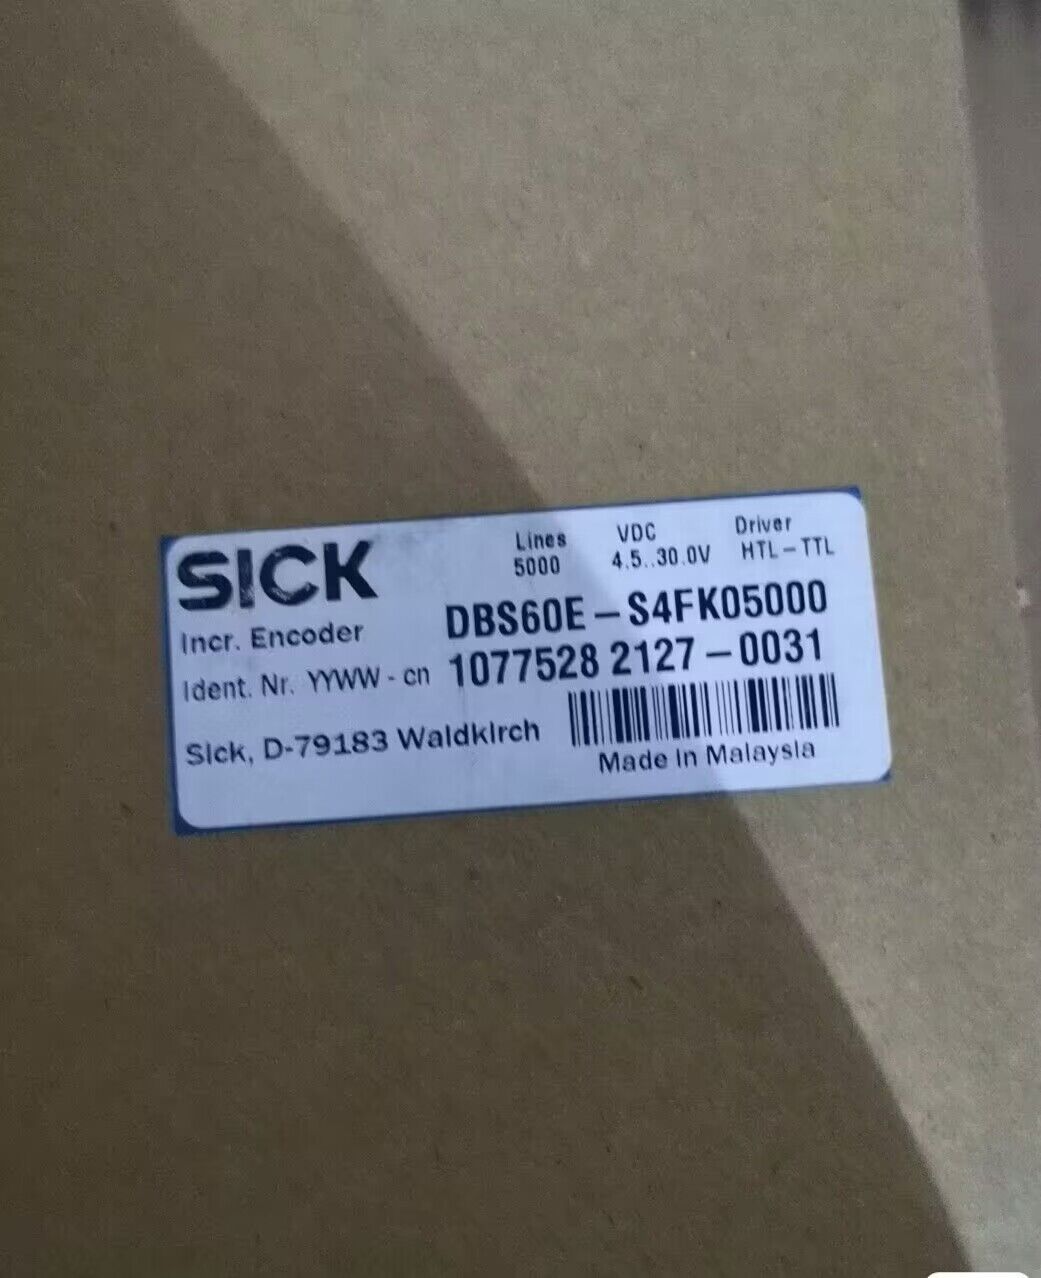 SICK
Lines VDC Driver
5000 4.5..30.0V HTL-TTL
Incr. Encoder DBS60E-S4FK05000
Ident. Nr. YYWW - cn 1077528 2127-0031
Sick, D-79183 Waldkirch
Made in Malaysia